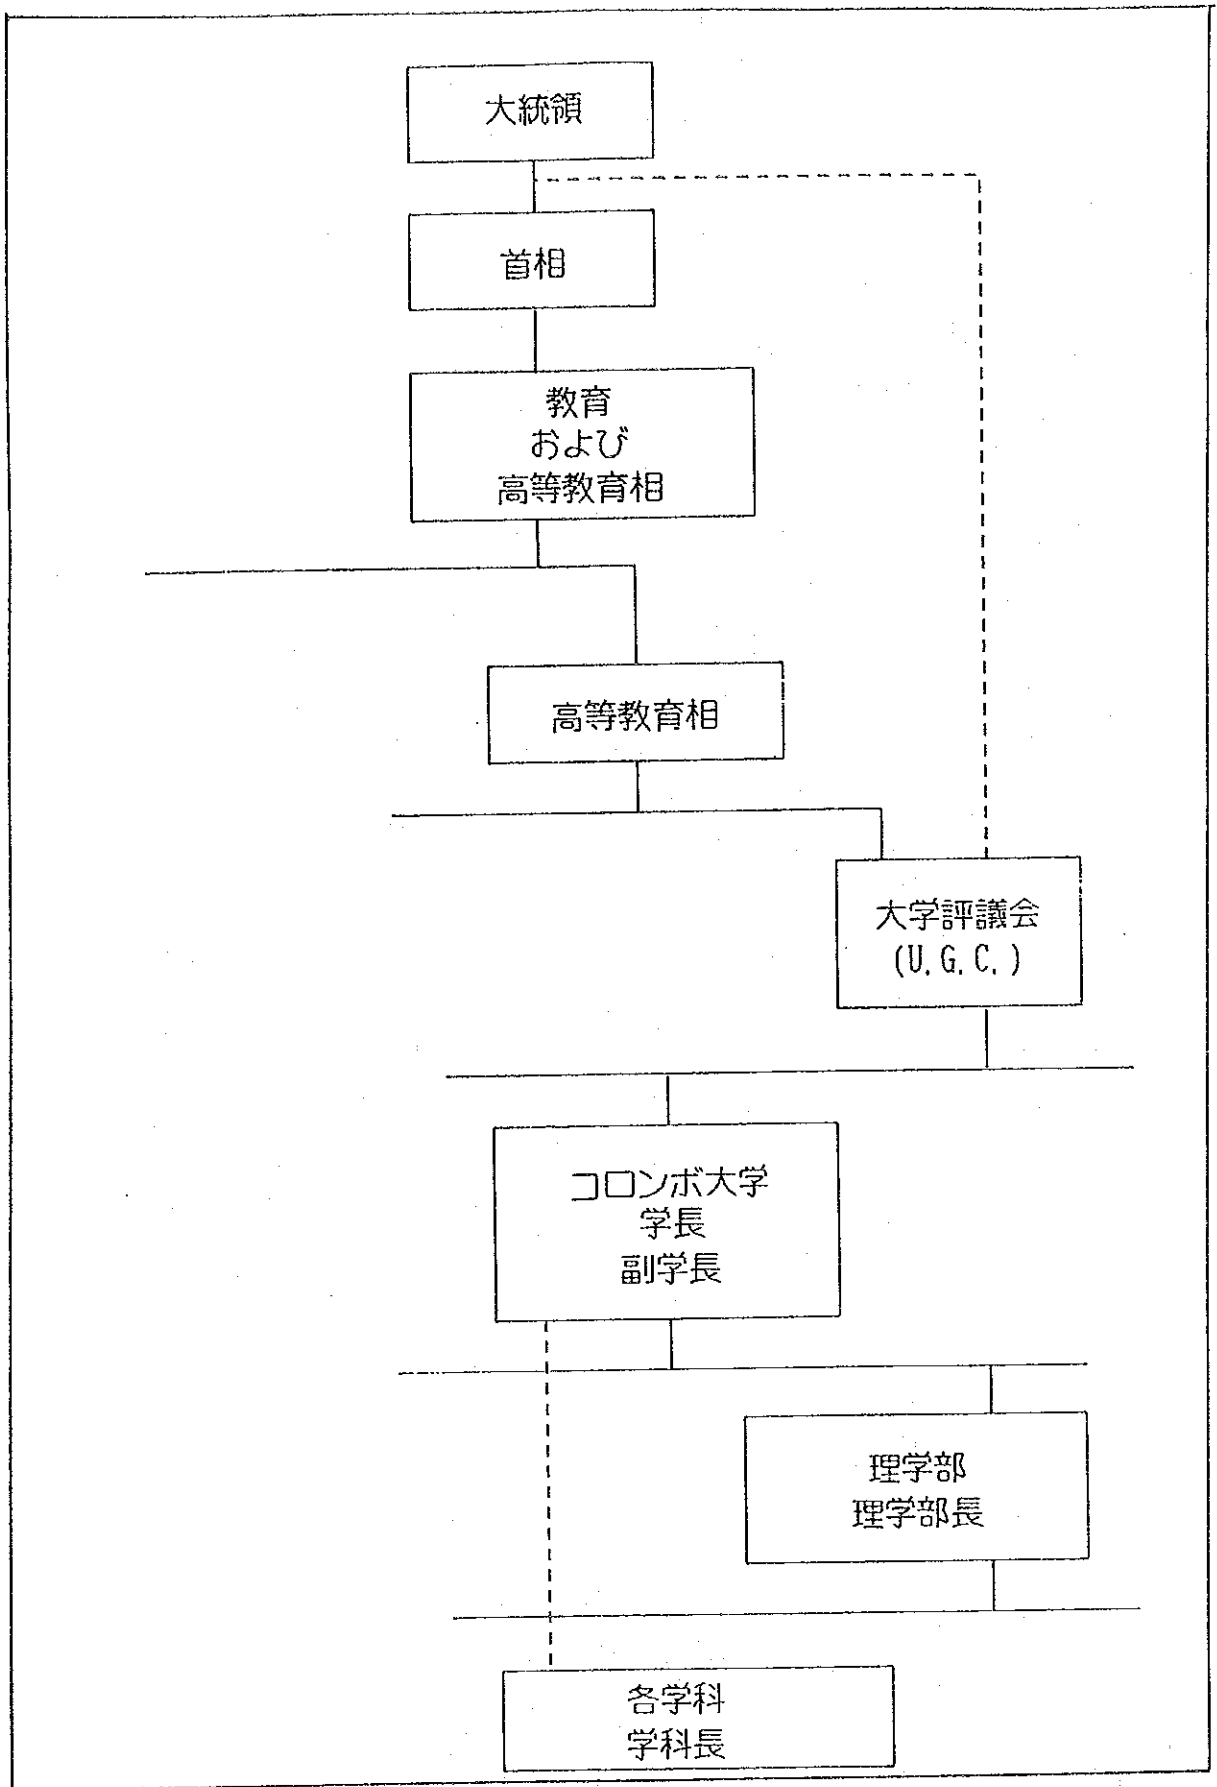 大統領
首相
教育
および
高等教育相
高等教育相
大学評議会
(U.G.C.)
コロンボ大学
学長
副学長
理学部
理学部長
各学科
学科長